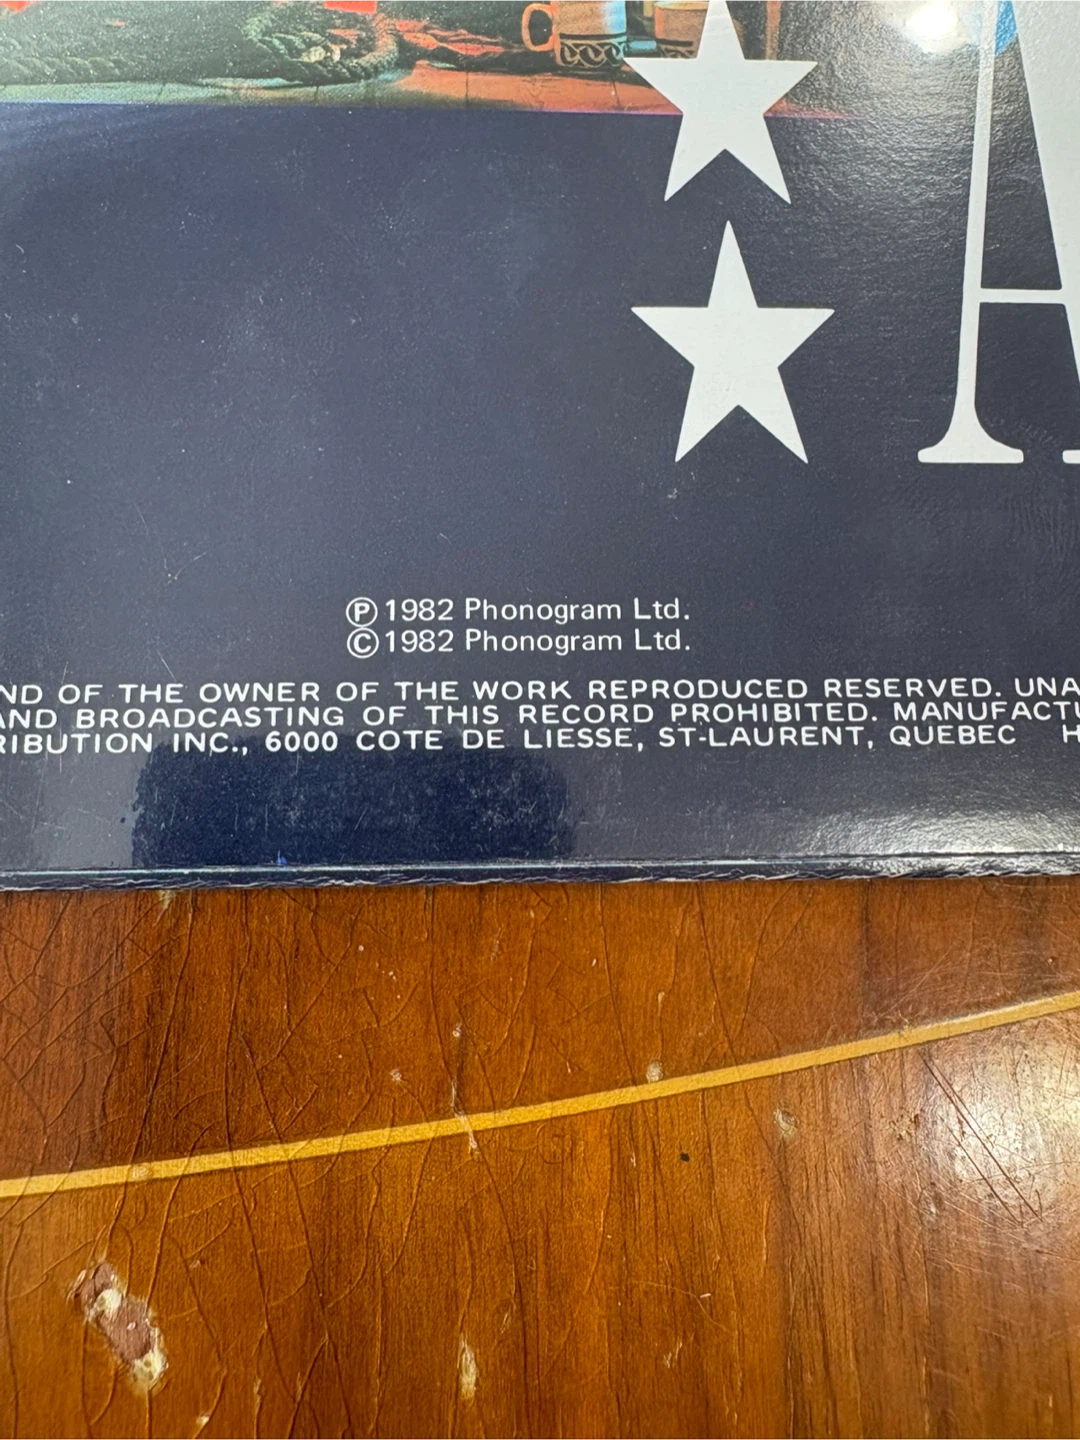 A
Ⓟ1982 Phonogram Ltd.
©1982 Phonogram Ltd.
ND OF THE OWNER OF THE WORK REPRODUCED RESERVED. UNA
AND BROADCASTING OF THIS RECORD PROHIBITED. MANUFACTU
RIBUTION INC., 6000 COTE DE LIESSE, ST-LAURENT, QUEBEC H